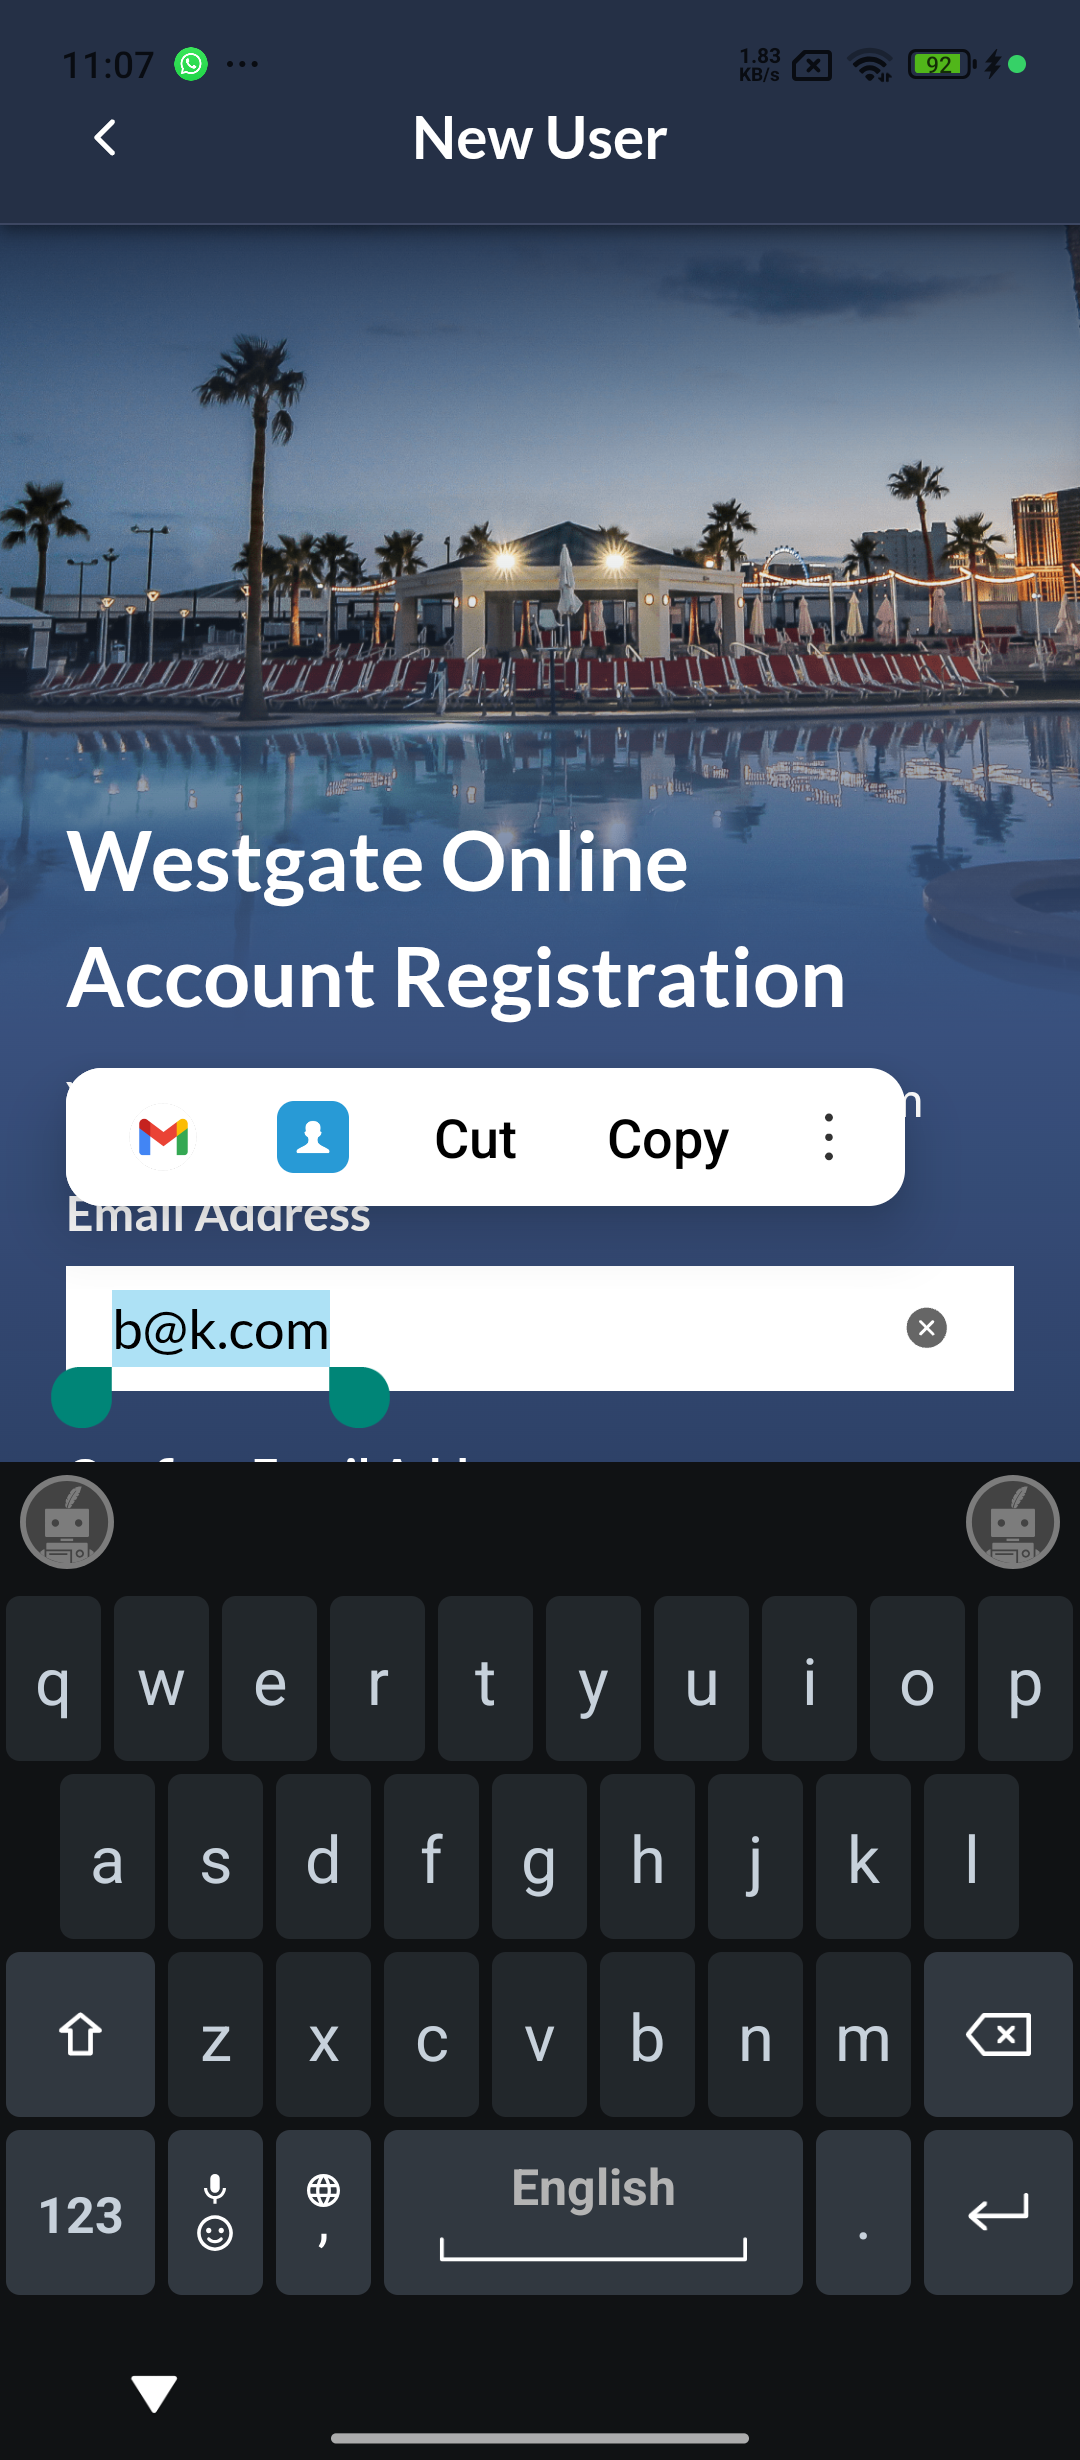 11:07
1.83
KB/s
92
New User
Westgate Online
Account Registration
Cut Copy
Email Address
b@k.com
q w e r t y u i o p
a s d f g h j k l
z x c v b n m
123 , English .